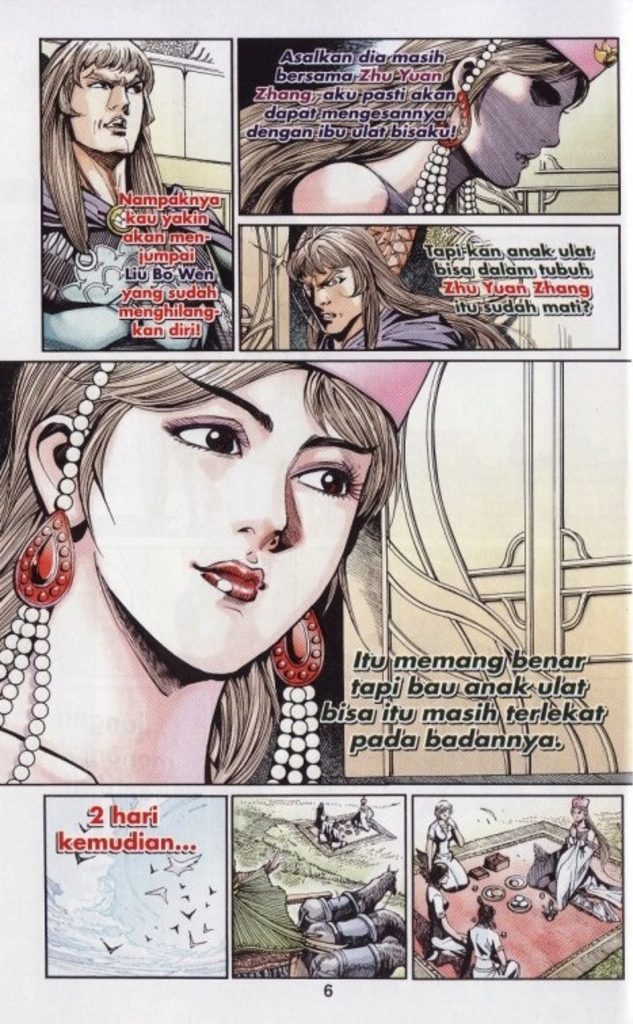 Nampaknya
kau yakin
akan men-
jumpai
Liu Bo Wen
yang sudah
menghilang-
kan diri!
Asalkan dia masih
bersama Zhu Yuan
Zhang, aku pasti akan
dapat mengesannya
dengan ibu ulat bisaku!
Tapi kan anak ulat
bisa dalam tubuh
Zhu Yuan Zhang
itu sudah mati?
Itu memang benar
tapi bau anak ulat
bisa itu masih terlekat
pada badannya.
2 hari
kemudian...
6